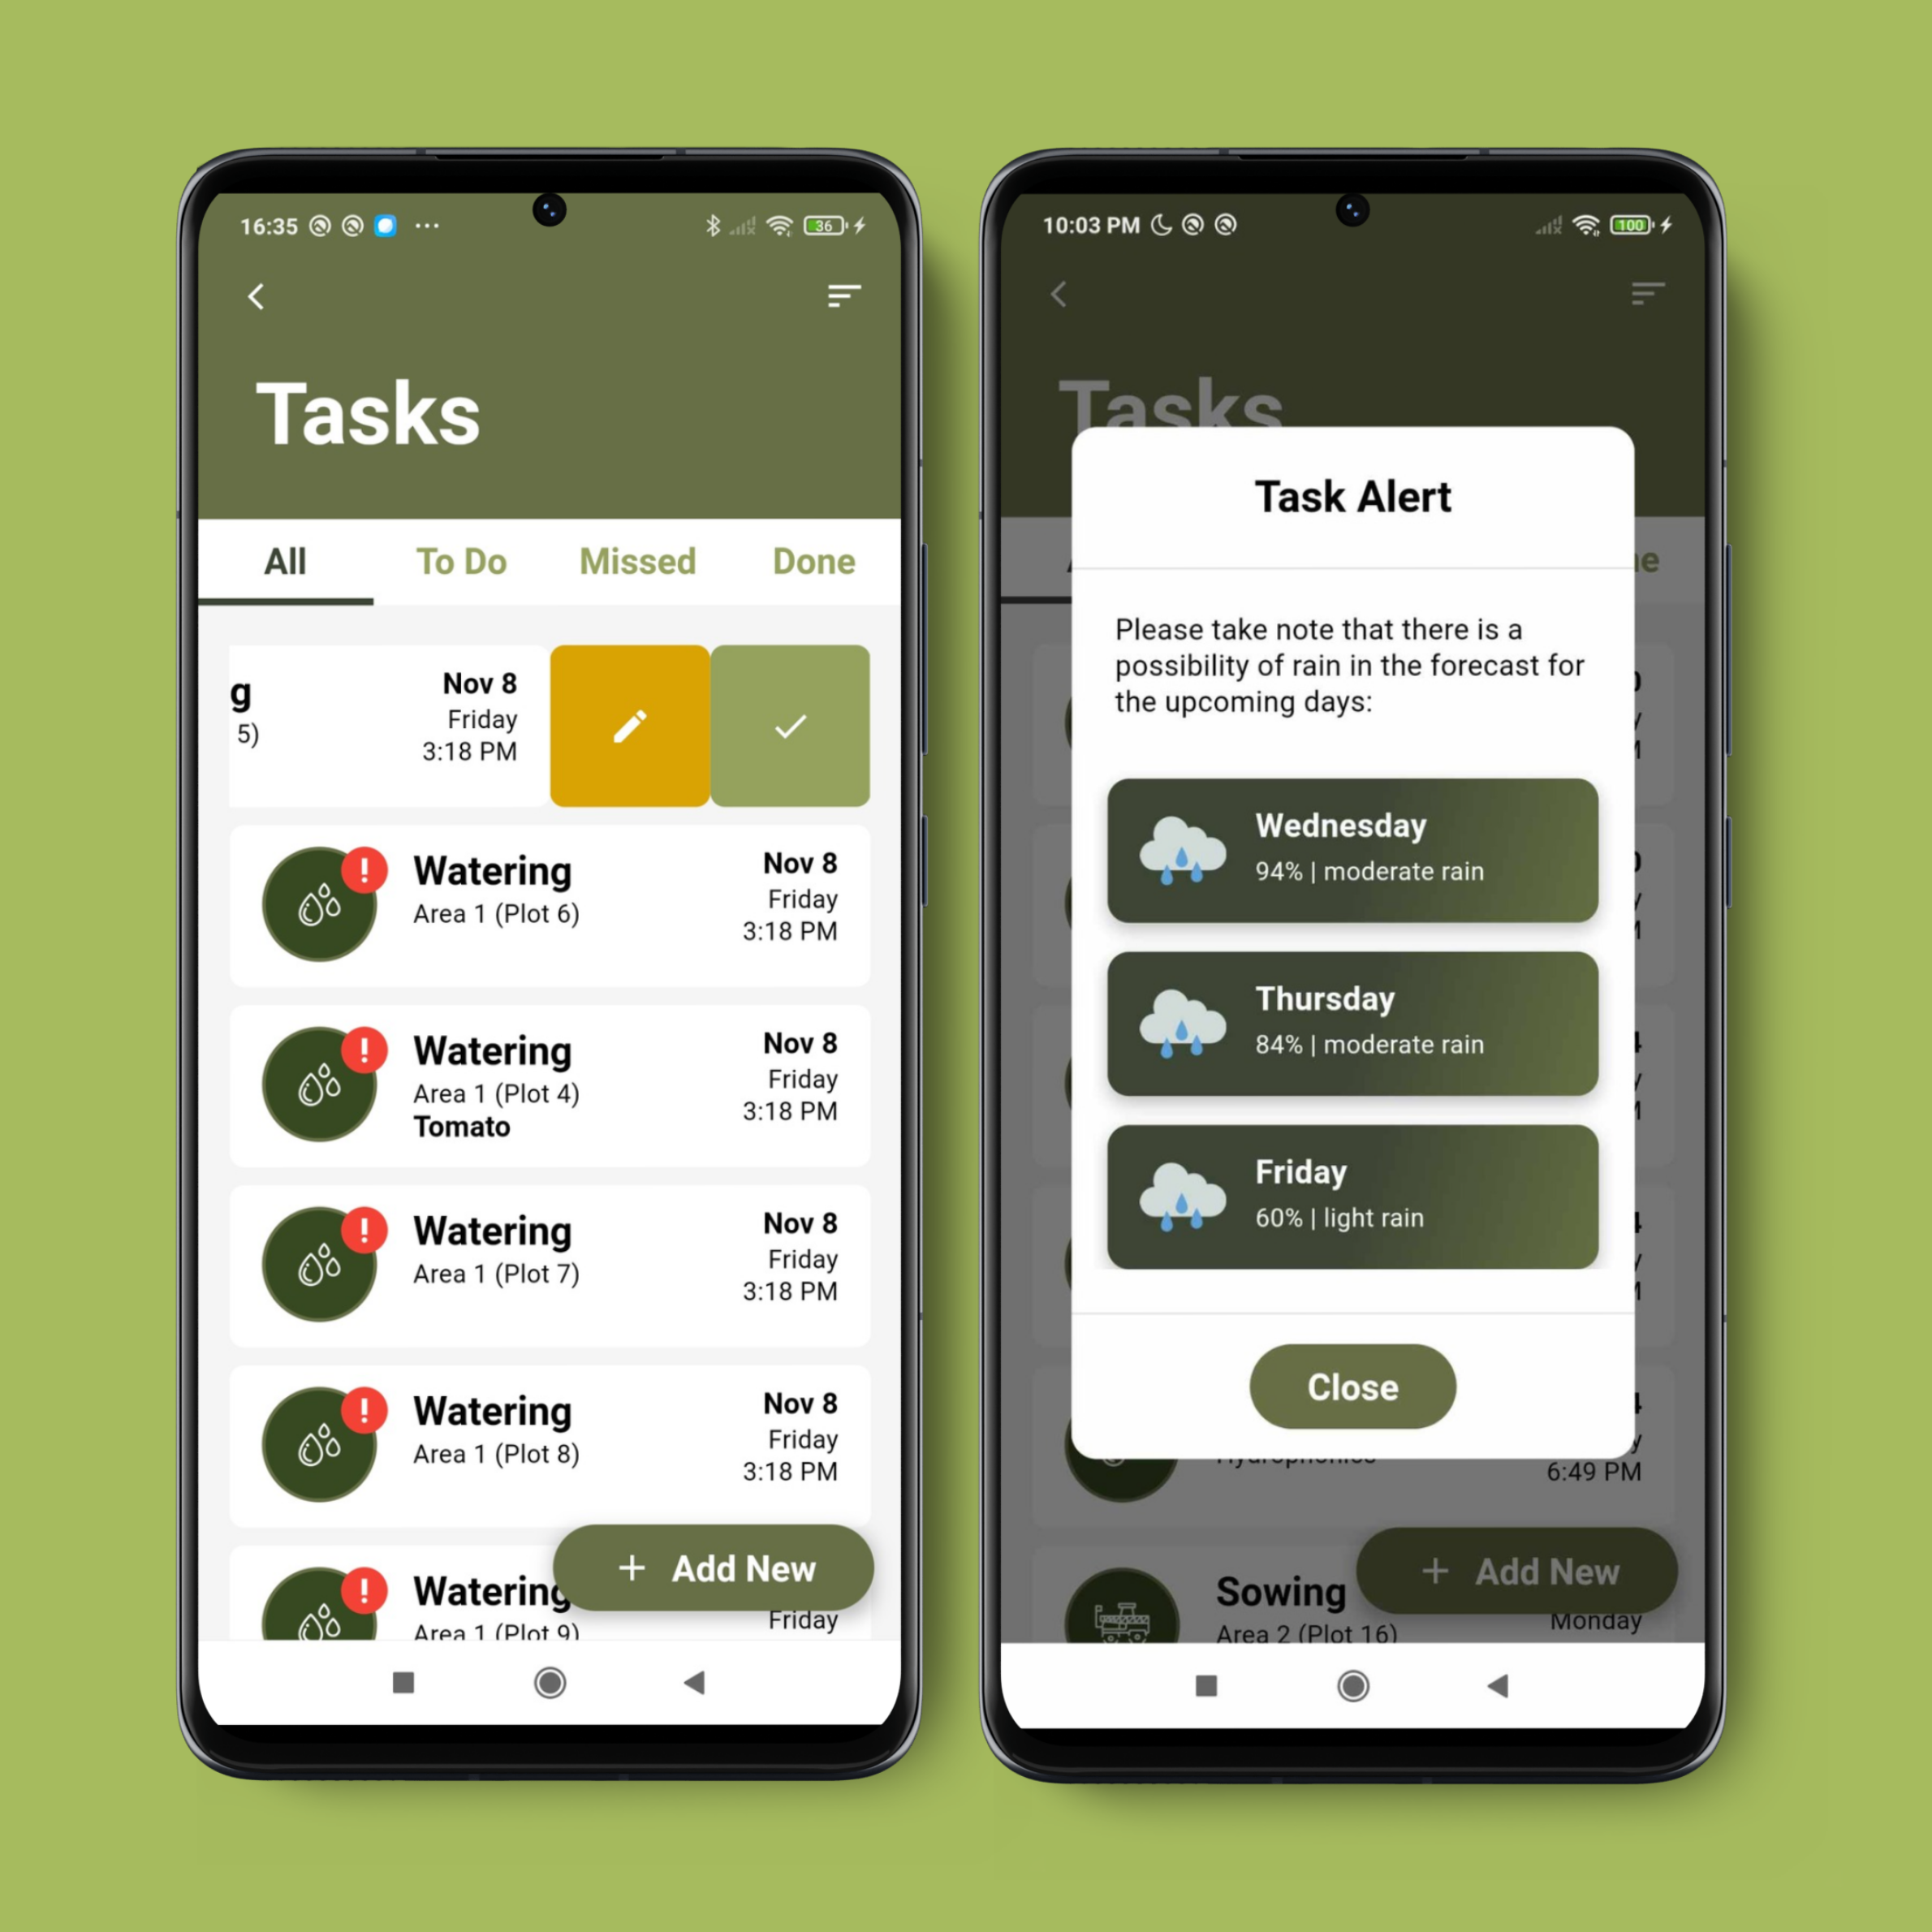 16:35
36
Tasks
All
To Do
Missed
Done
g
5)
Nov 8
Friday
3:18 PM
Watering
Area 1 (Plot 6)
Nov 8
Friday
3:18 PM
Watering
Area 1 (Plot 4)
Tomato
Nov 8
Friday
3:18 PM
Watering
Area 1 (Plot 7)
Nov 8
Friday
3:18 PM
Watering
Area 1 (Plot 8)
Nov 8
Friday
3:18 PM
Watering
Area 1 (Plot 9)
Friday
+ Add New
10:03 PM
100
Tasks
Task Alert
Please take note that there is a
possibility of rain in the forecast for
the upcoming days:
Wednesday
94% | moderate rain
Thursday
84% | moderate rain
Friday
60% | light rain
Close
6:49 PM
Sowing
Area 2 (Plot 16)
Monday
+ Add New